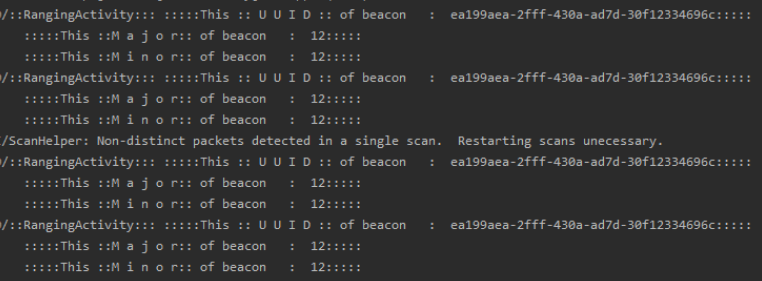 /::RangingActivity::: :::::This :: U U I D :: of beacon   :  ea199aea-2fff-430a-ad7d-30f12334696c:::::
:::::This ::M a j o r:: of beacon   :  12:::::
:::::This ::M i n o r:: of beacon   :  12:::::
/::RangingActivity::: :::::This :: U U I D :: of beacon   :  ea199aea-2fff-430a-ad7d-30f12334696c:::::
:::::This ::M a j o r:: of beacon   :  12:::::
:::::This ::M i n o r:: of beacon   :  12:::::
/ScanHelper: Non-distinct packets detected in a single scan.  Restarting scans unecessary.
/::RangingActivity::: :::::This :: U U I D :: of beacon   :  ea199aea-2fff-430a-ad7d-30f12334696c:::::
:::::This ::M a j o r:: of beacon   :  12:::::
:::::This ::M i n o r:: of beacon   :  12:::::
/::RangingActivity::: :::::This :: U U I D :: of beacon   :  ea199aea-2fff-430a-ad7d-30f12334696c:::::
:::::This ::M a j o r:: of beacon   :  12:::::
:::::This ::M i n o r:: of beacon   :  12:::::